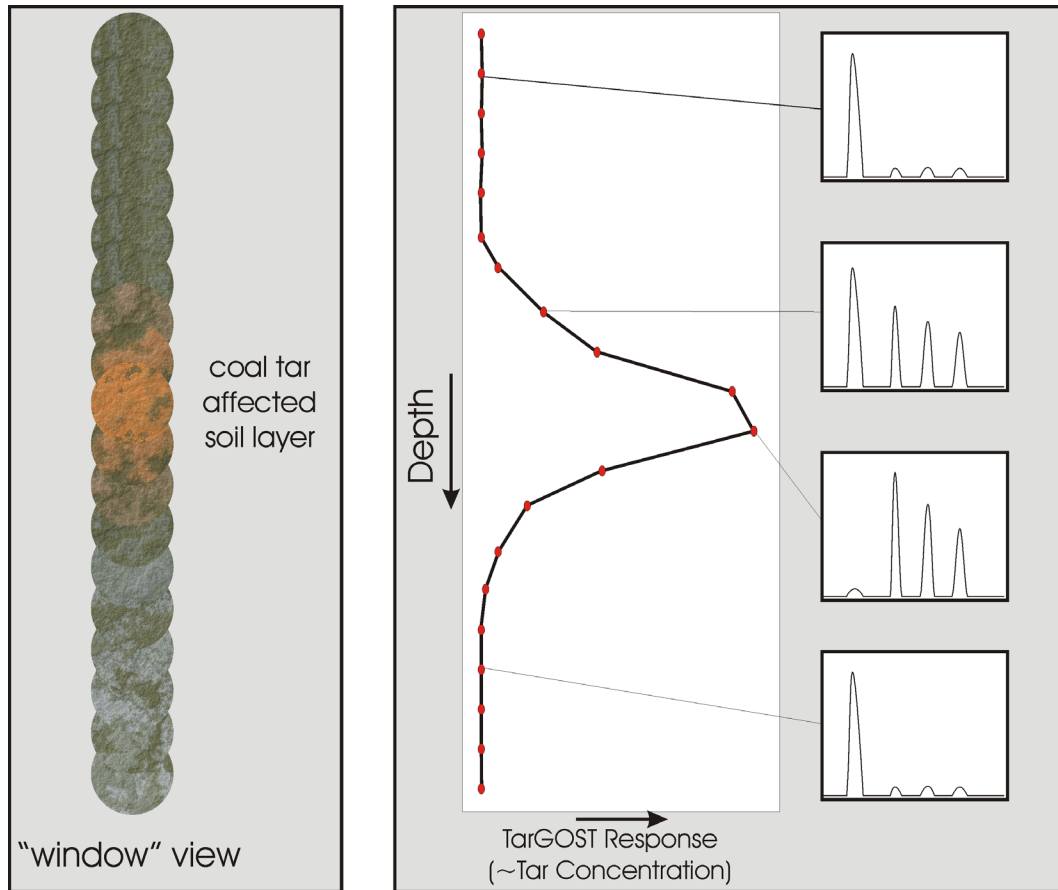 coal tar
affected
soil layer
"window" view
Depth
TarGOST Response
(~Tar Concentration)